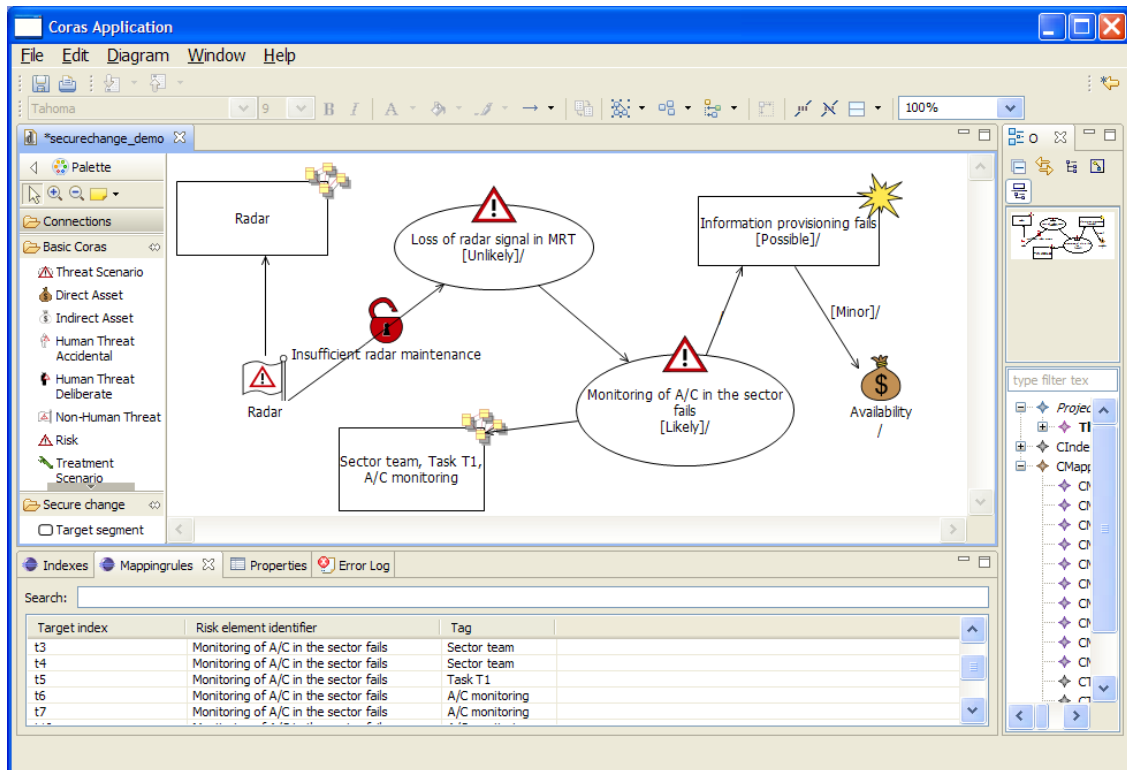 Coras Application
File Edit Diagram Window Help
Tahoma 9 B I A 100%
*securechange_demo
O
Palette
Connections
Basic Coras
Threat Scenario
Direct Asset
Indirect Asset
Human Threat
Accidental
Human Threat
Deliberate
Non-Human Threat
Risk
Treatment
Scenario
Secure change
Target segment
Radar
Loss of radar signal in MRT
[Unlikely]/
Information provisioning fails
[Possible]/
Insufficient radar maintenance
[Minor]/
Radar
Monitoring of A/C in the sector
fails
[Likely]/
Availability
/
Sector team, Task T1,
A/C monitoring
type filter tex
Projec
Tl
CInde
CMapp
Indexes Mappingrules Properties Error Log
Search:
Target index Risk element identifier Tag
t3 Monitoring of A/C in the sector fails Sector team
t4 Monitoring of A/C in the sector fails Sector team
t5 Monitoring of A/C in the sector fails Task T1
t6 Monitoring of A/C in the sector fails A/C monitoring
t7 Monitoring of A/C in the sector fails A/C monitoring